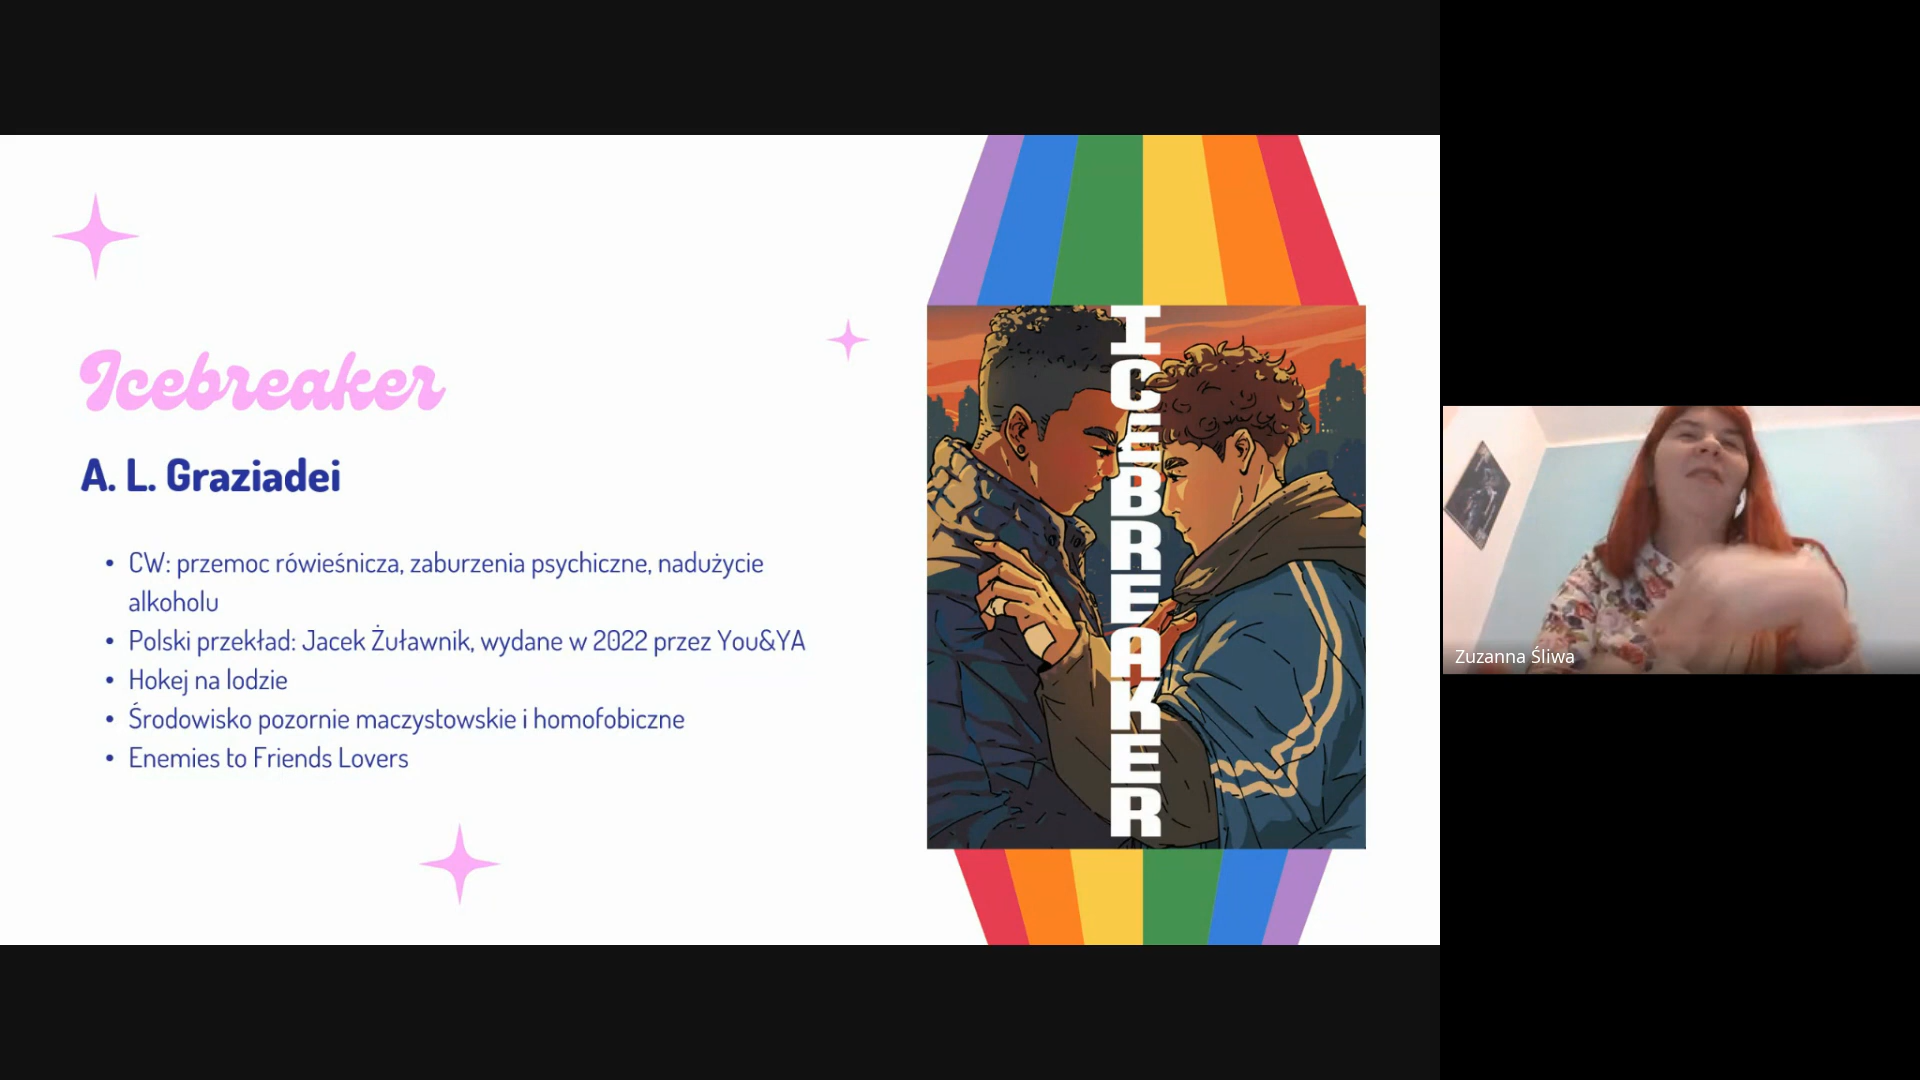 Icebreaker
A. L. Graziadei
• CW: przemoc rówieśnicza, zaburzenia psychiczne, nadużycie
alkoholu
• Polski przekład: Jacek Żuławnik, wydane w 2022 przez You&YA
• Hokej na lodzie
• Środowisko pozornie maczystowskie i homofobiczne
• Enemies to Friends Lovers
ICEBREAKER
Zuzanna Śliwa